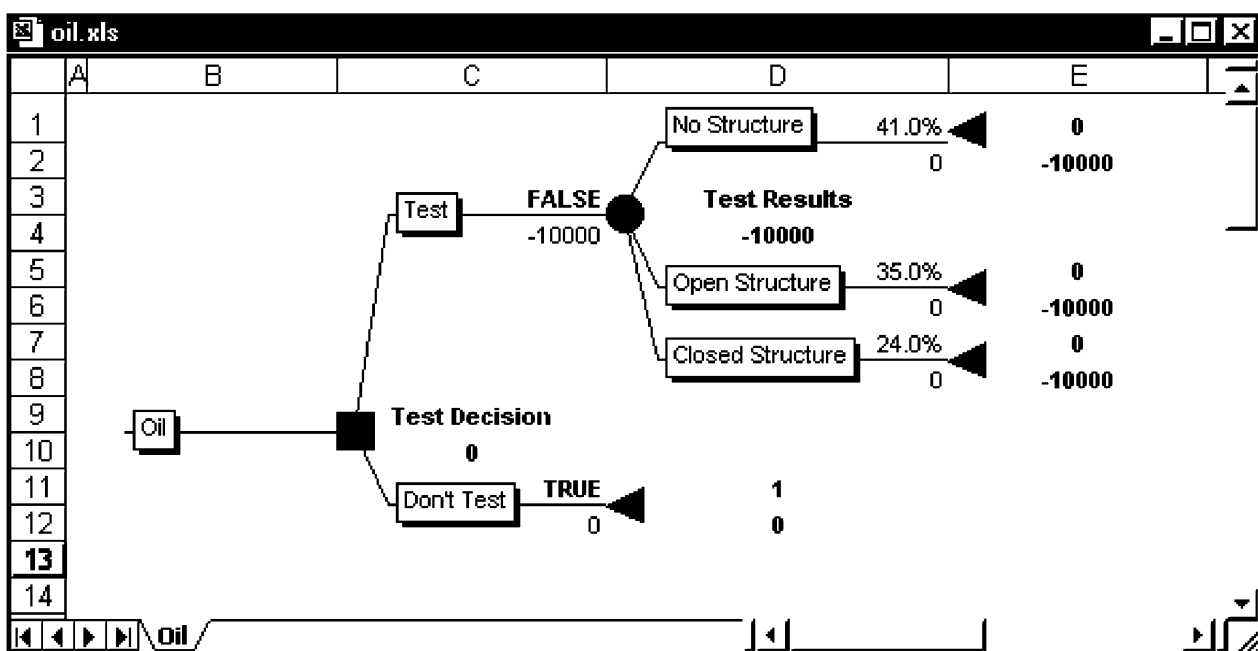 oil.xls
A B C D E
1 No Structure 41.0% 0
2 0 -10000
3 Test FALSE Test Results
4 -10000 -10000
5 Open Structure 35.0% 0
6 0 -10000
7 Closed Structure 24.0% 0
8 0 -10000
9 Oil Test Decision
10 0
11 Don't Test TRUE 1
12 0 0
13
14
Oil